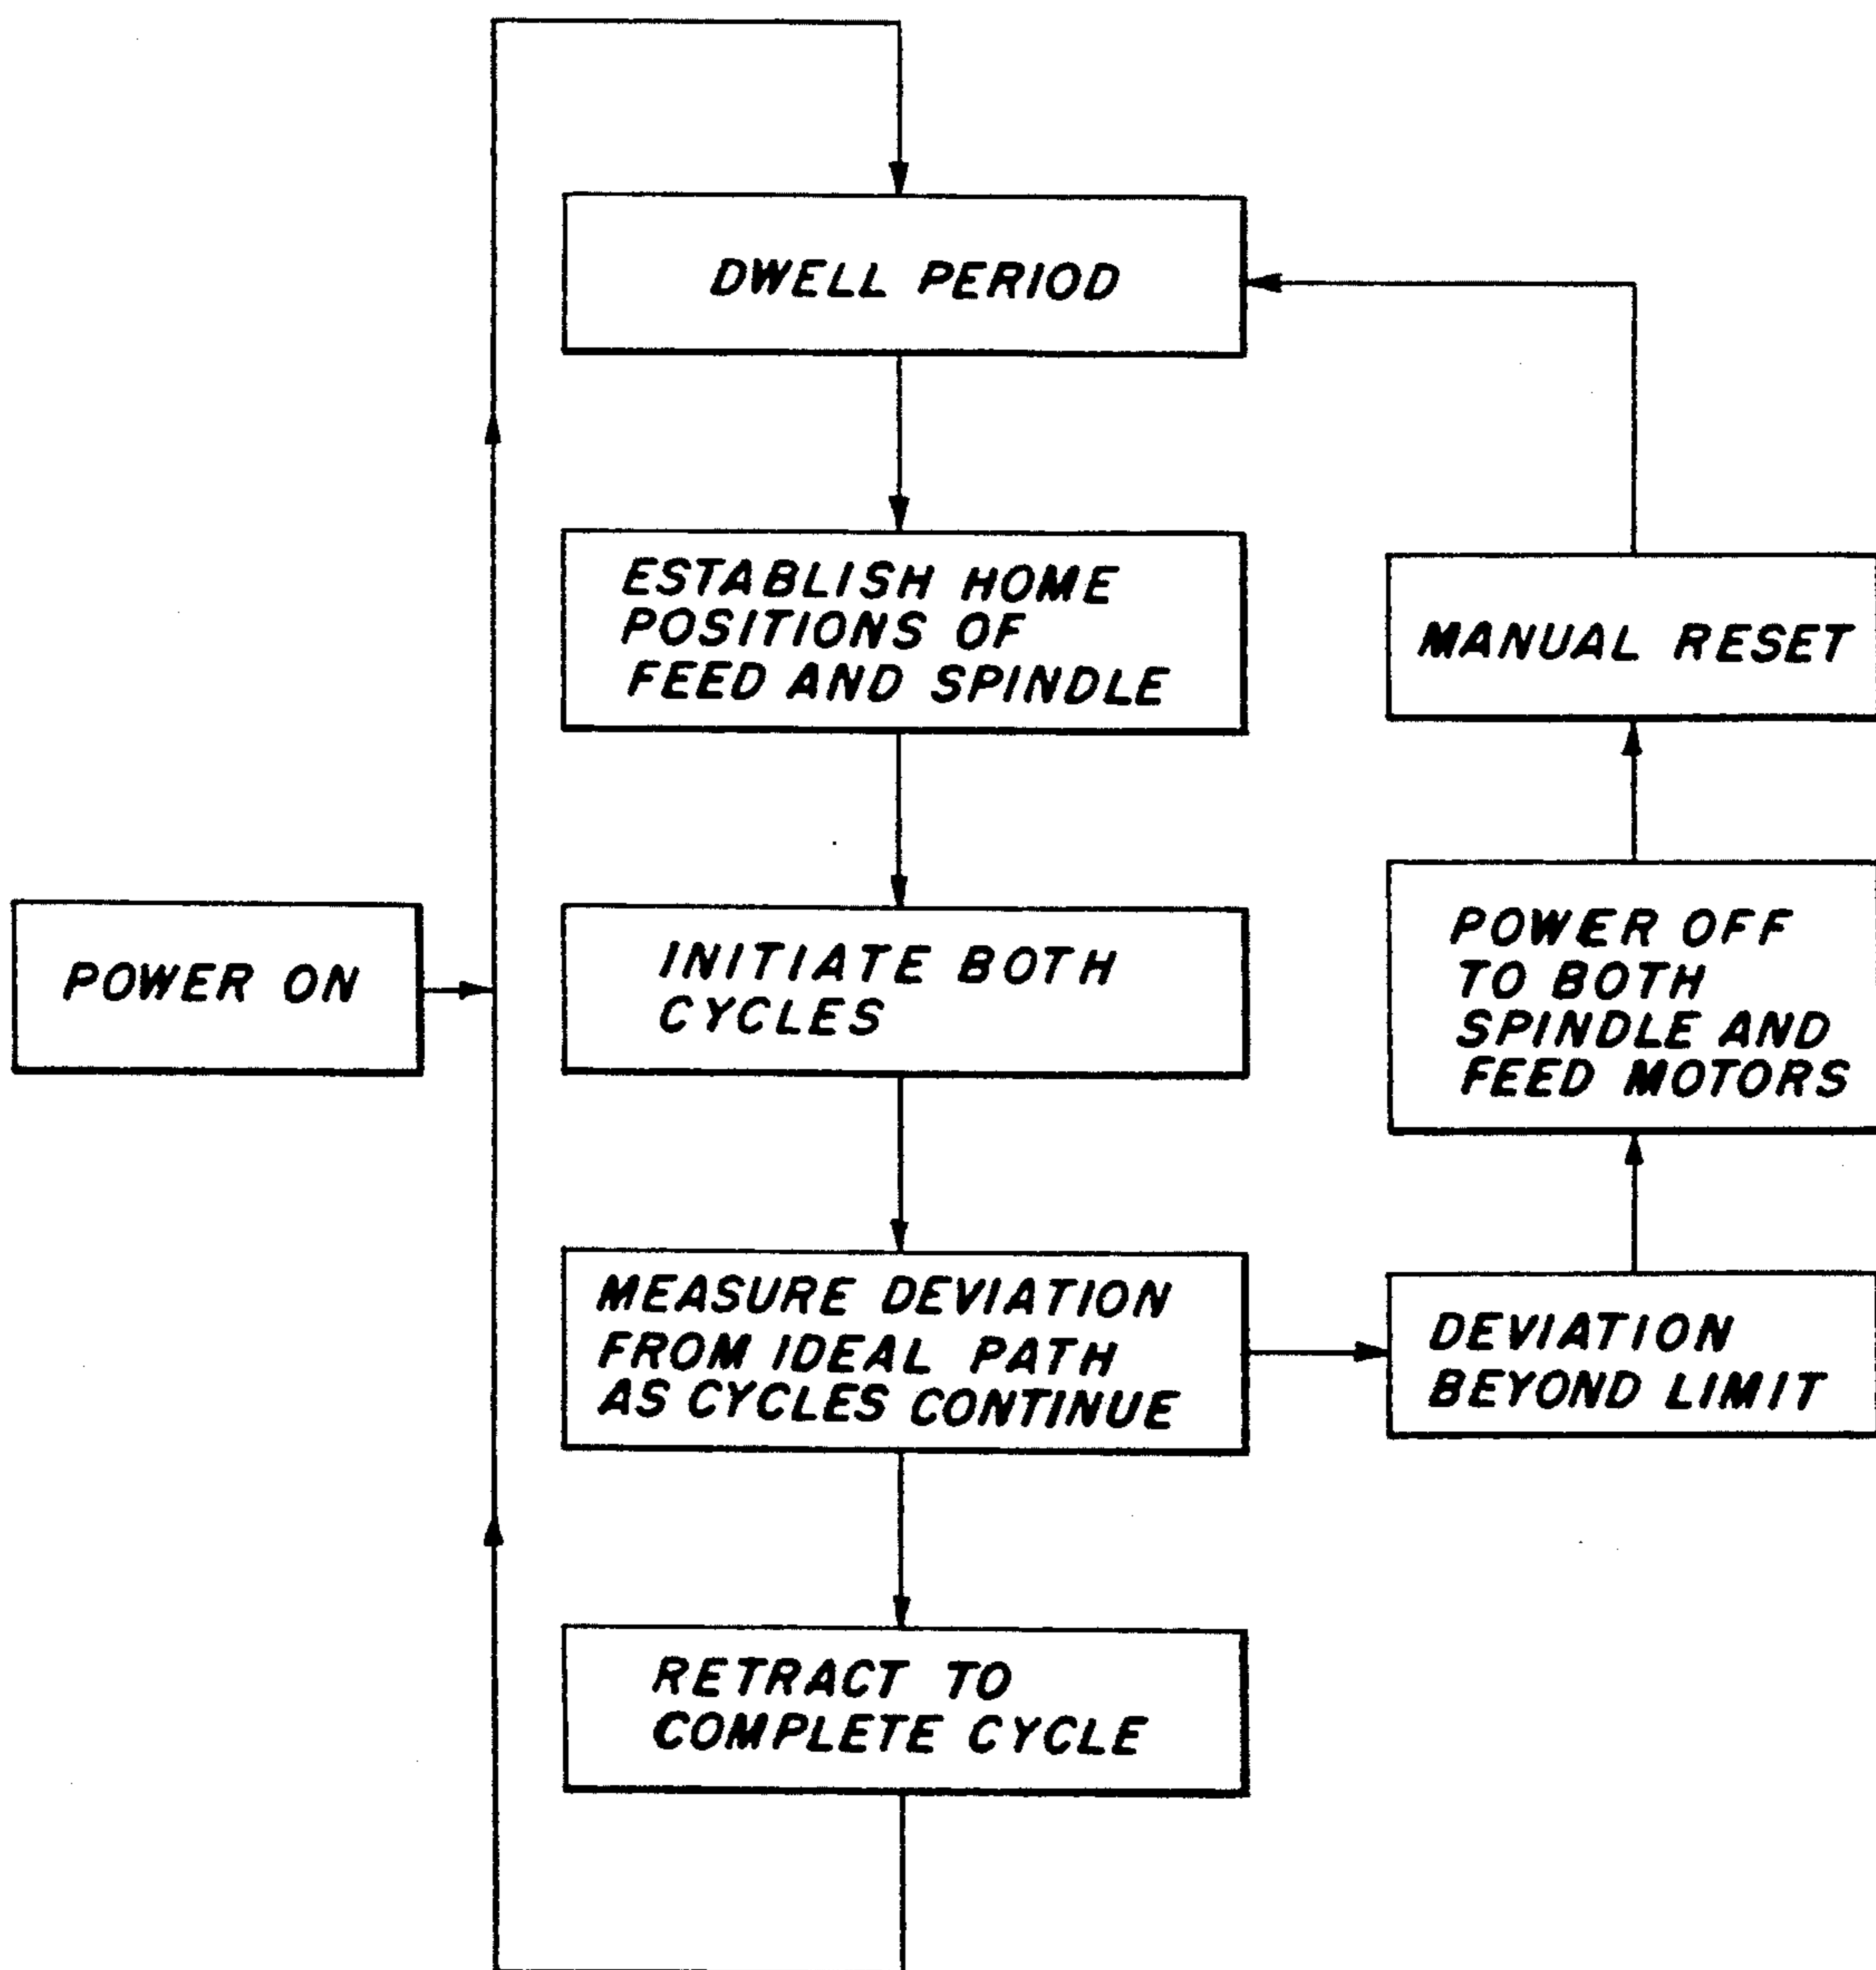 DWELL PERIOD
ESTABLISH HOME
POSITIONS OF
FEED AND SPINDLE
MANUAL RESET
POWER ON
INITIATE BOTH
CYCLES
POWER OFF
TO BOTH
SPINDLE AND
FEED MOTORS
MEASURE DEVIATION
FROM IDEAL PATH
AS CYCLES CONTINUE
DEVIATION
BEYOND LIMIT
RETRACT TO
COMPLETE CYCLE